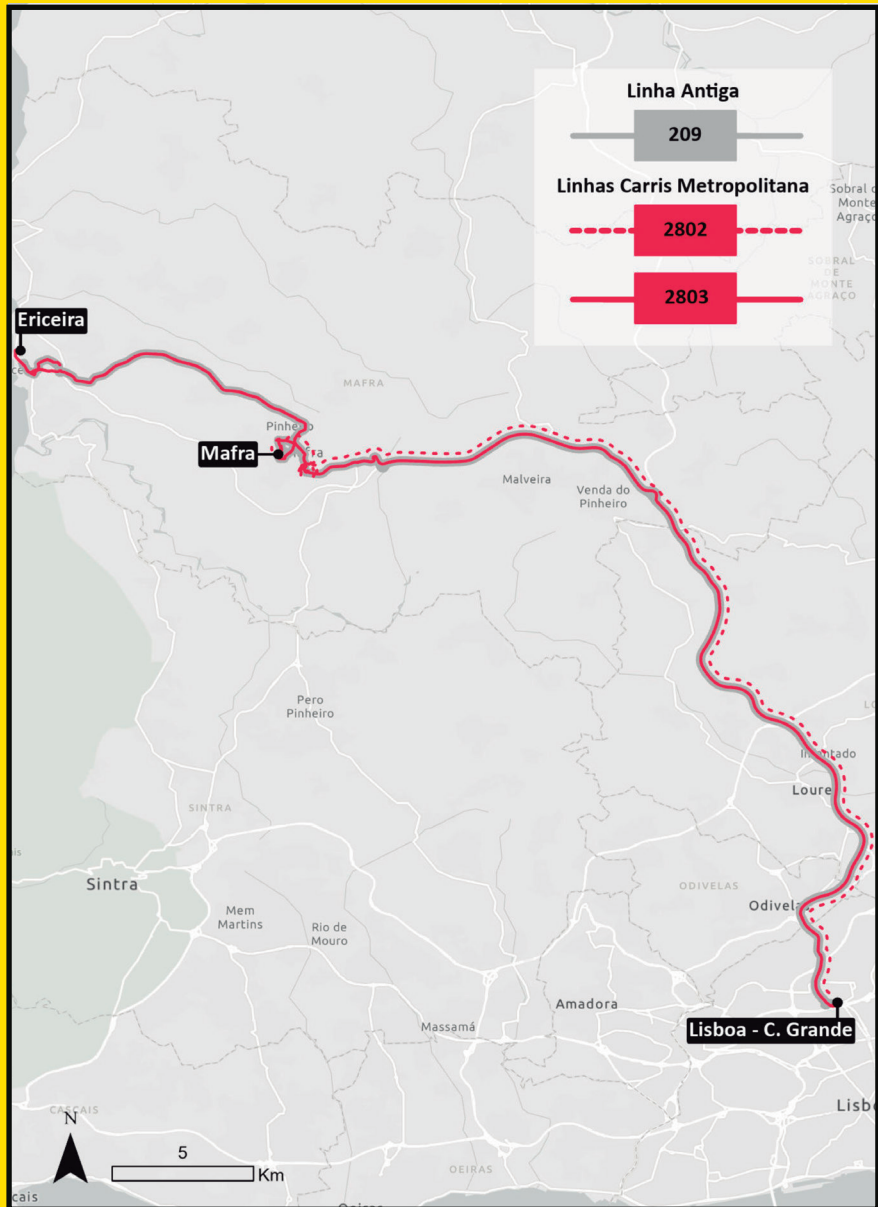 Linha Antiga
209
Linhas Carris Metropolitana
2802
2803
Sobral d
Monte
Agraço
SOBRAL
DE
MONTE
AGRAÇO
Ericeira
MAFRA
Pinheiro
Mafra
Malveira
Venda do
Pinheiro
Pero
Pinheiro
Loure
SINTRA
Sintra
ODIVELAS
Odivela
Mem
Martins
Rio de
Mouro
Amadora
Massamá
Lisboa - C. Grande
Lisbo
CASCAIS
N
5
Km
OEIRAS
cais